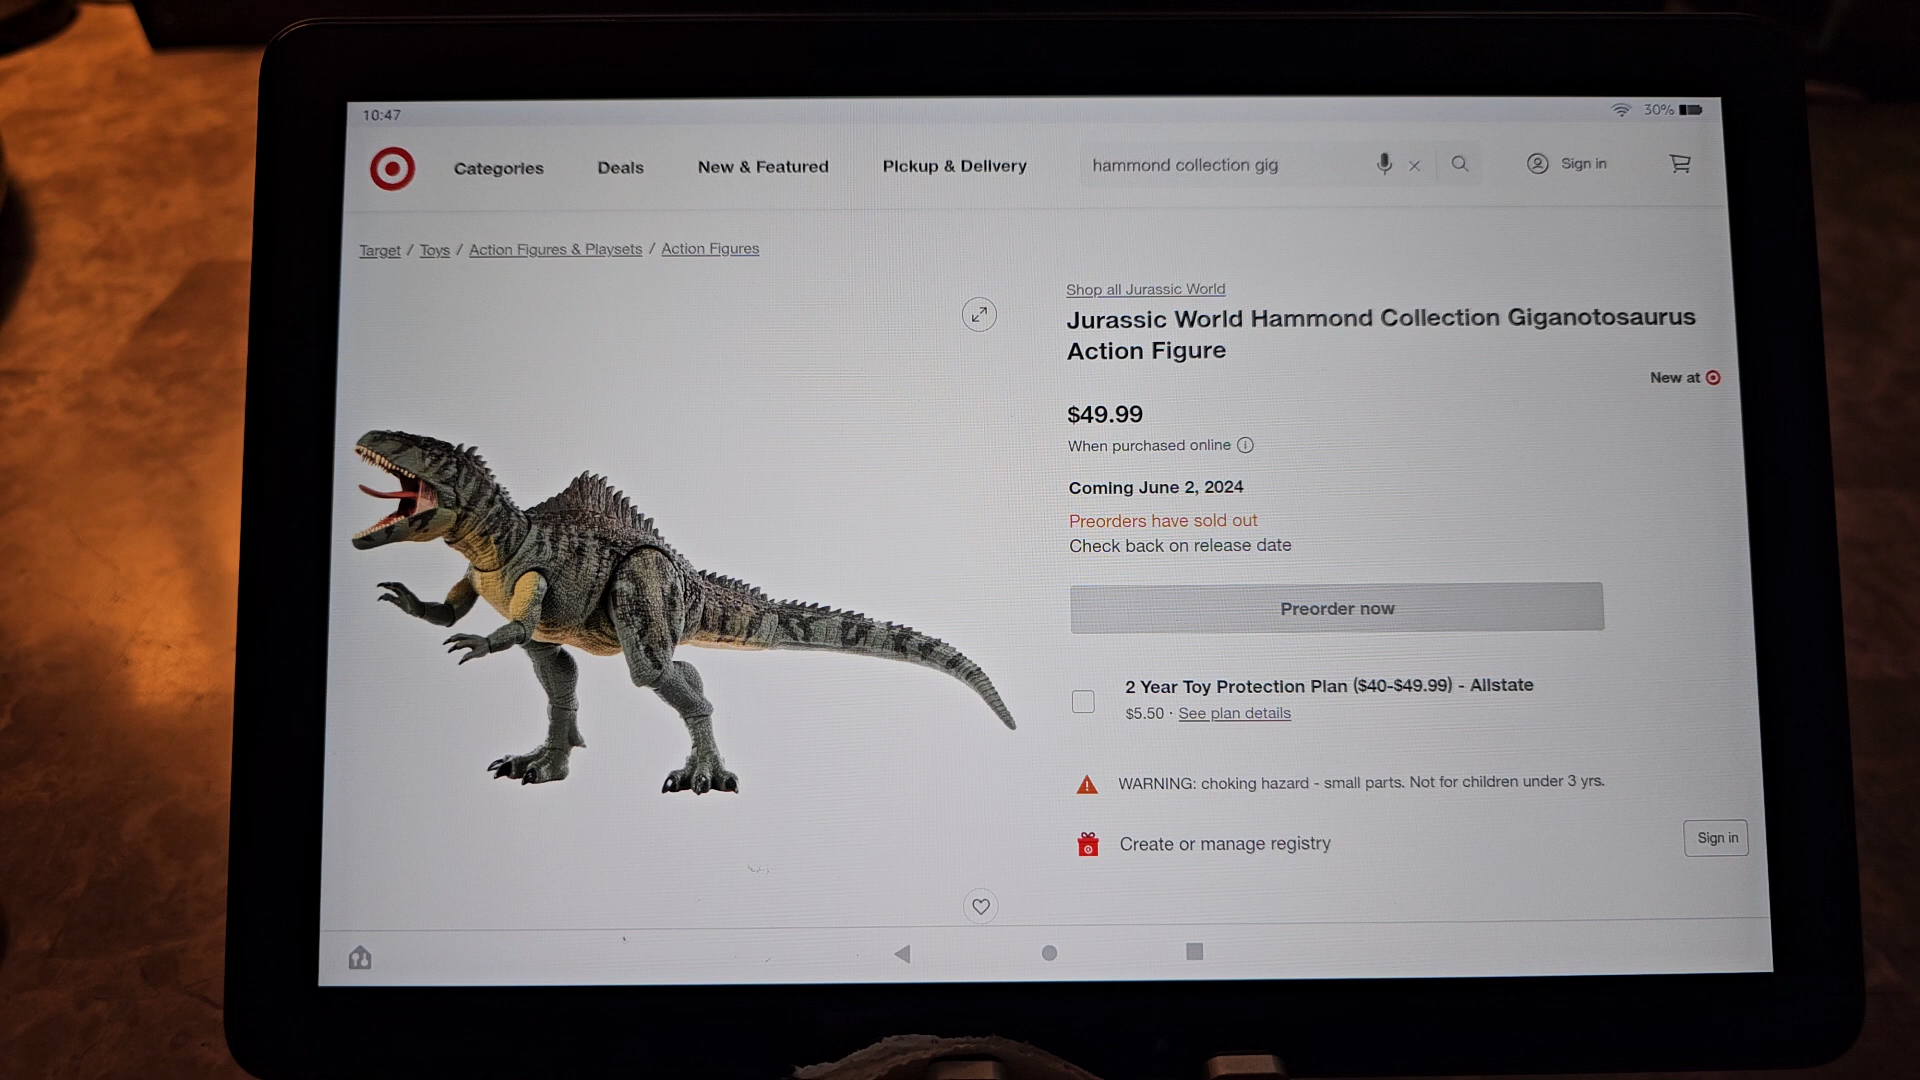 10:47
30%
Categories
Deals
New & Featured
Pickup & Delivery
hammond collection gig
Sign in
Target / Toys / Action Figures & Playsets / Action Figures
Shop all Jurassic World
Jurassic World Hammond Collection Giganotosaurus
Action Figure
New at
$49.99
When purchased online
Coming June 2, 2024
Preorders have sold out
Check back on release date
Preorder now
2 Year Toy Protection Plan ($40-$49.99) - Allstate
$5.50 · See plan details
WARNING: choking hazard - small parts. Not for children under 3 yrs.
Create or manage registry
Sign in